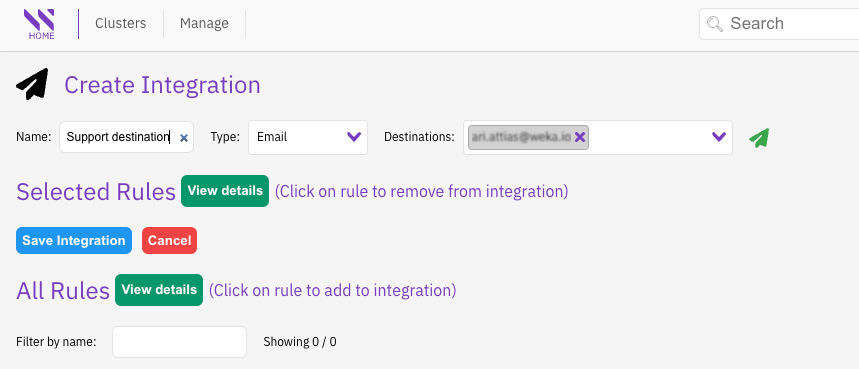 HOME Clusters Manage Search
Create Integration
Name: Support destination Type: Email Destinations: ari.attias@weka.io
Selected Rules View details (Click on rule to remove from integration)
Save Integration Cancel
All Rules View details (Click on rule to add to integration)
Filter by name: Showing 0 / 0